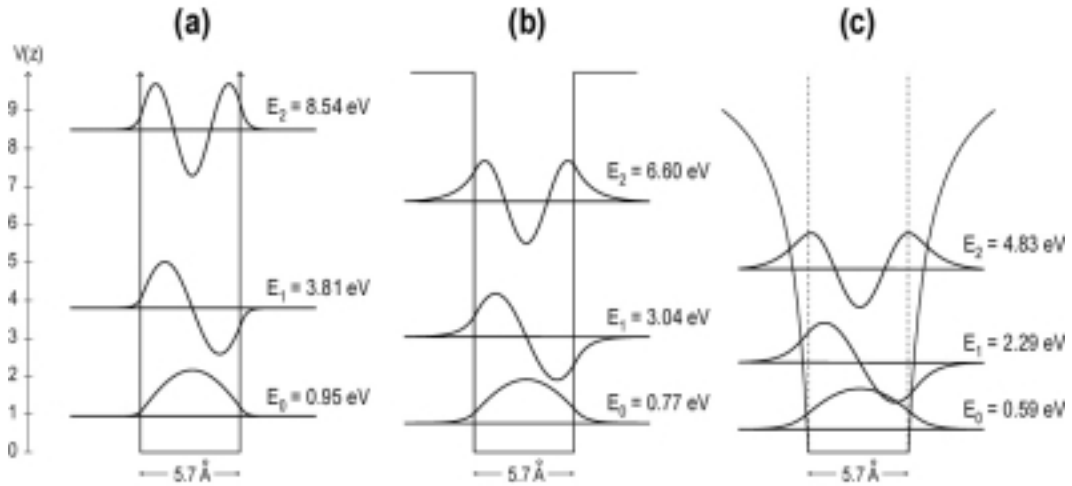 (a)
(b)
(c)
V(z)
9
8
7
6
5
4
3
2
1
0
E2 = 8.54 eV
E1 = 3.81 eV
E0 = 0.95 eV
5.7 Å
E2 = 6.60 eV
E1 = 3.04 eV
E0 = 0.77 eV
5.7 Å
E2 = 4.83 eV
E1 = 2.29 eV
E0 = 0.59 eV
5.7 Å